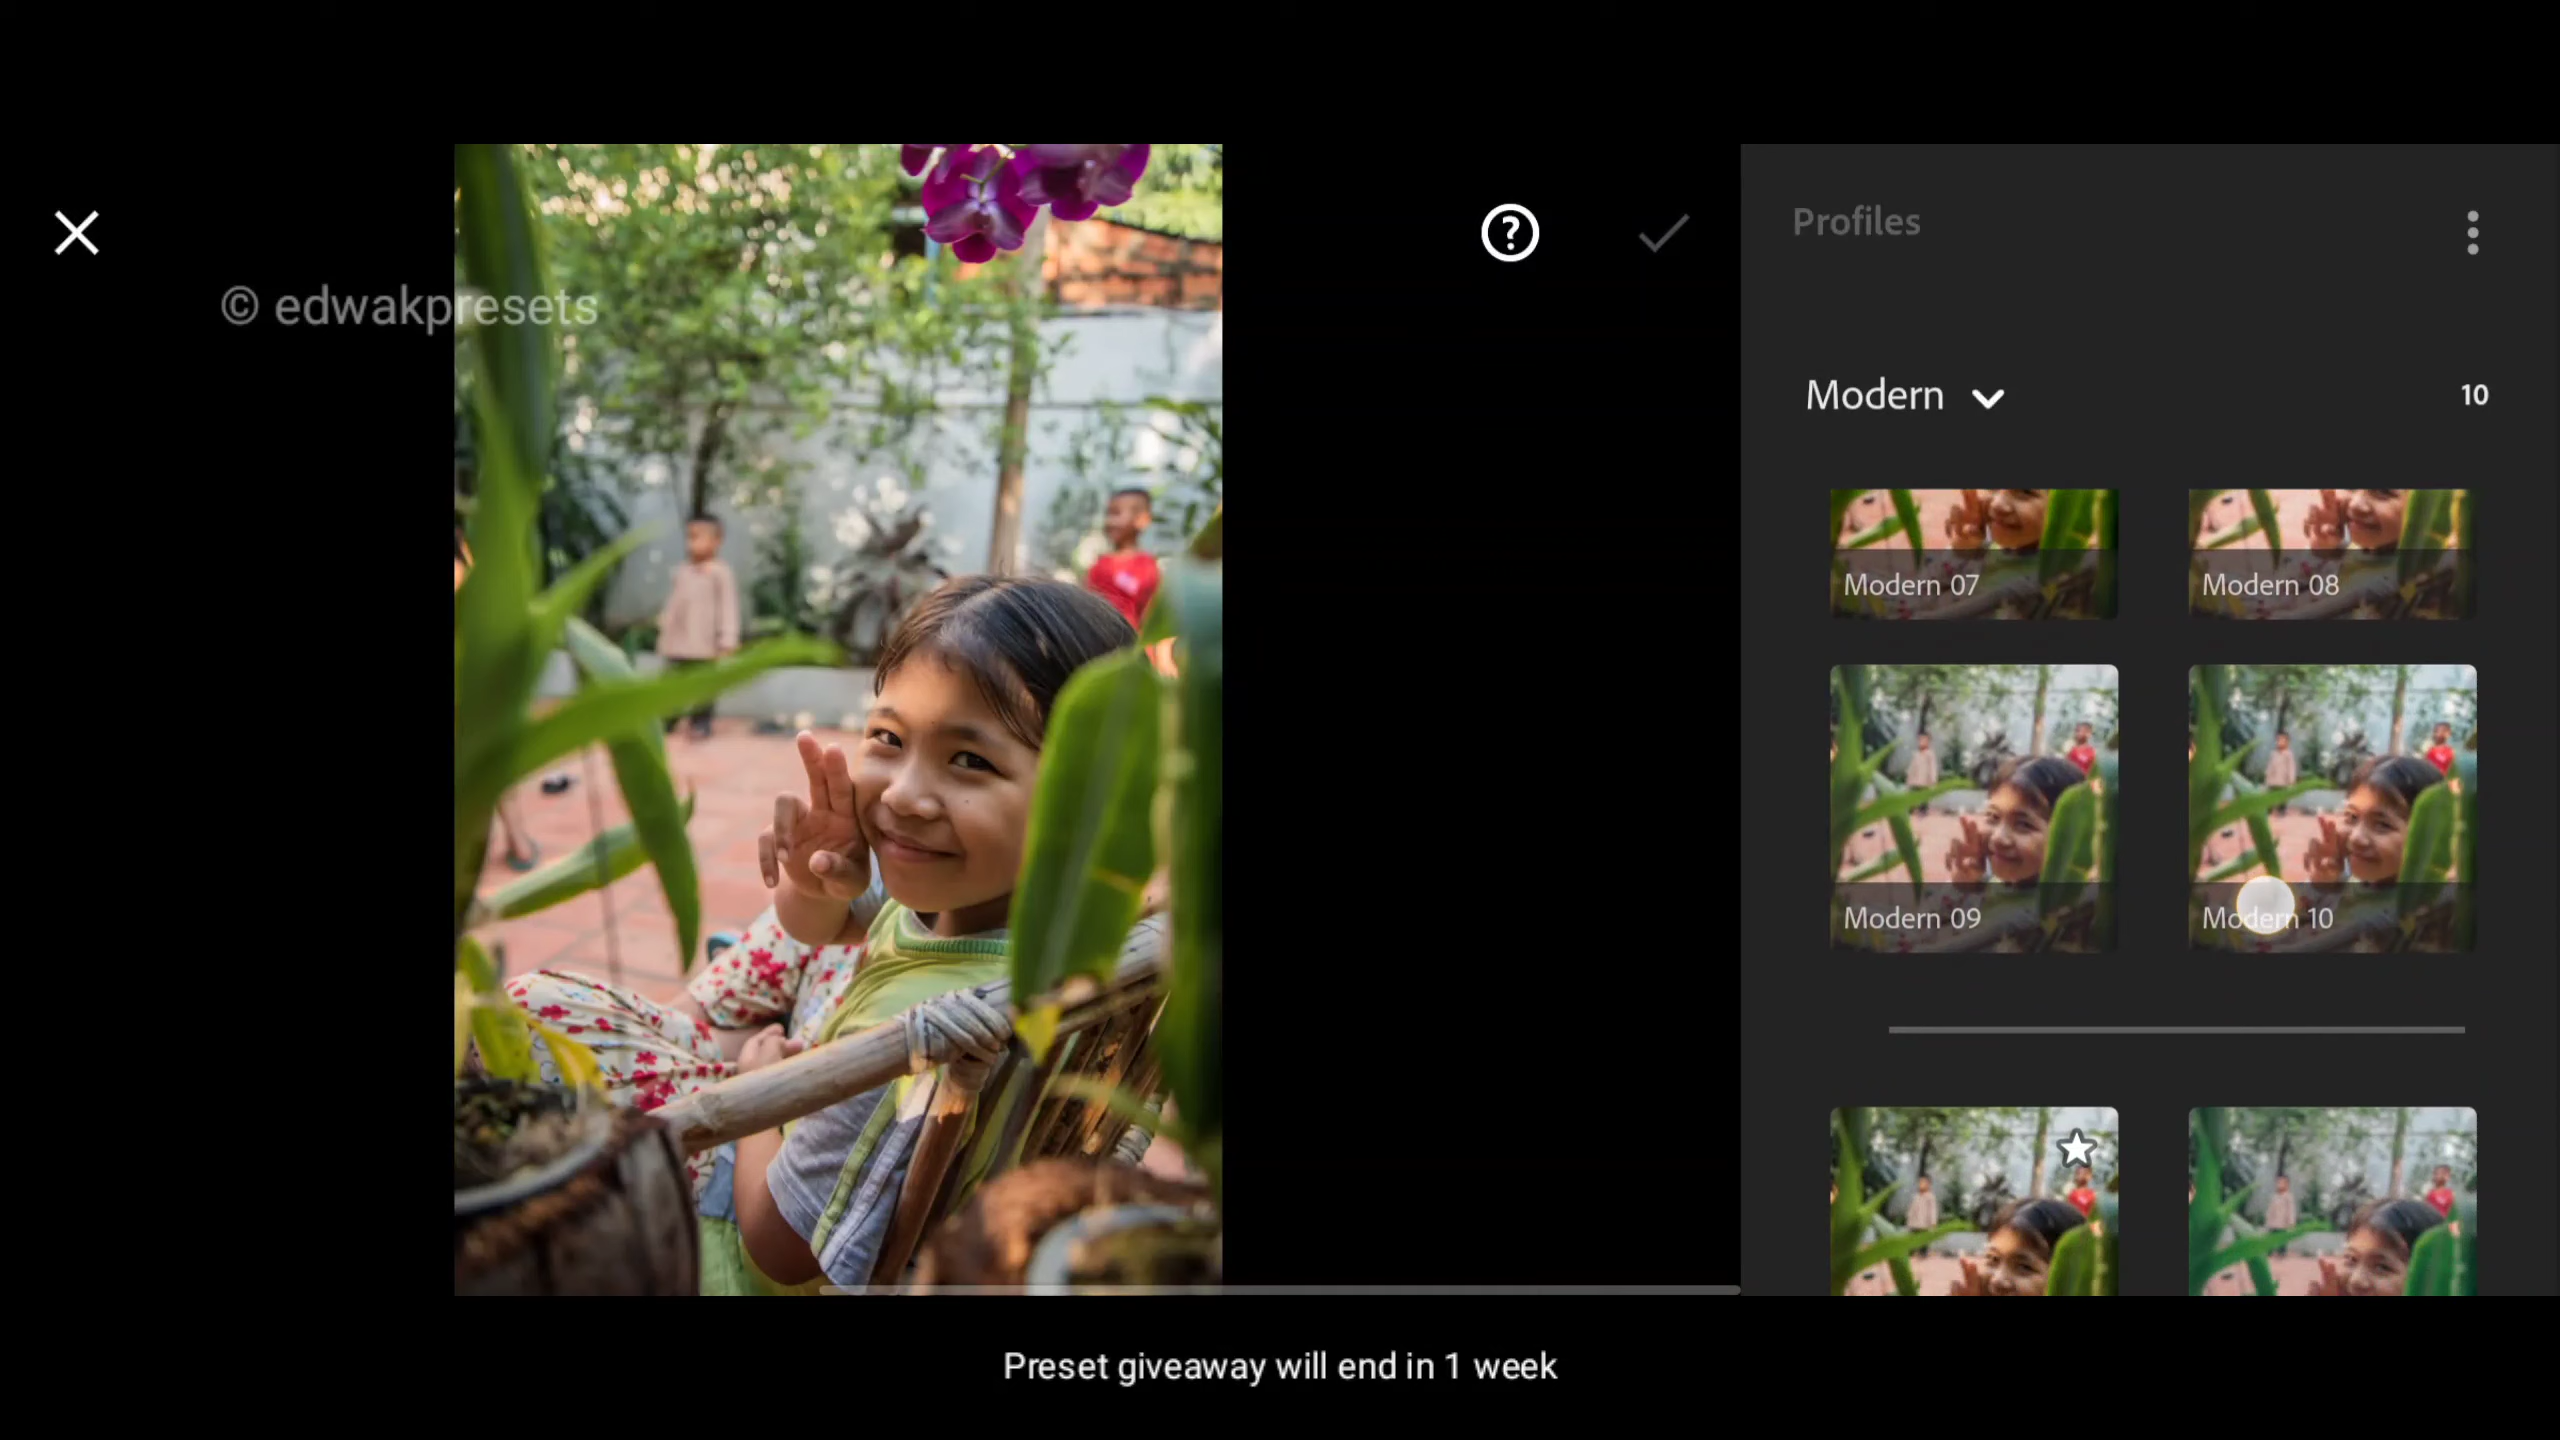 Profiles
© edwakpresets
Modern
10
Modern 07
Modern 08
Modern 09
Modern 10
Preset giveaway will end in 1 week